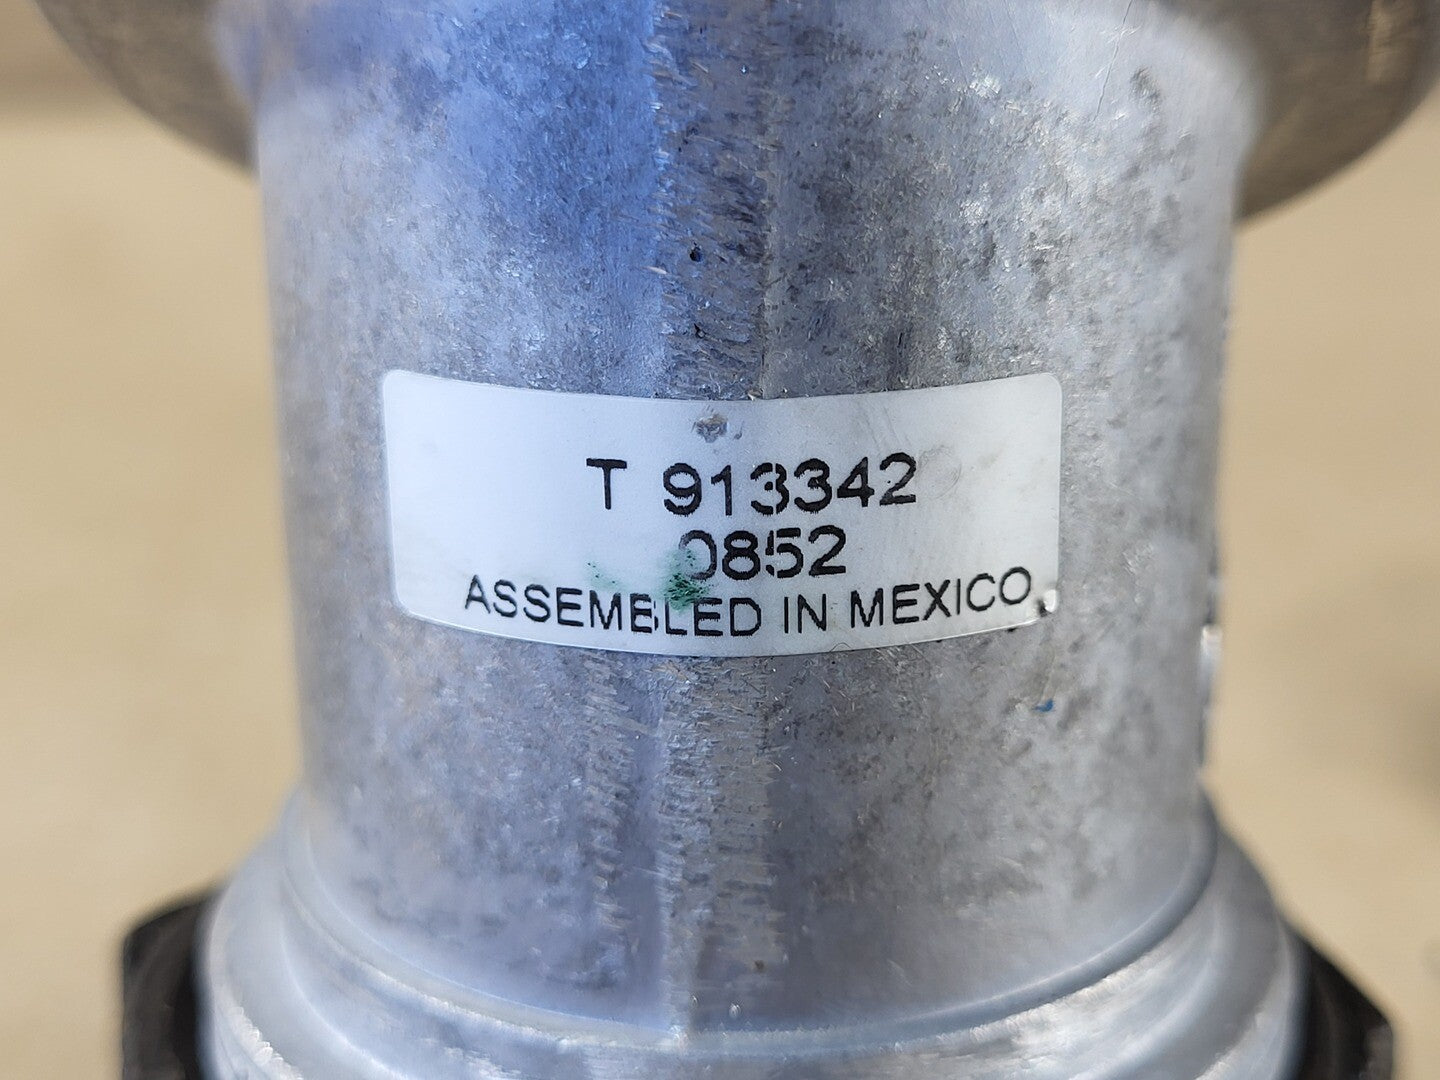 T 913342
0852
ASSEMBLED IN MEXICO